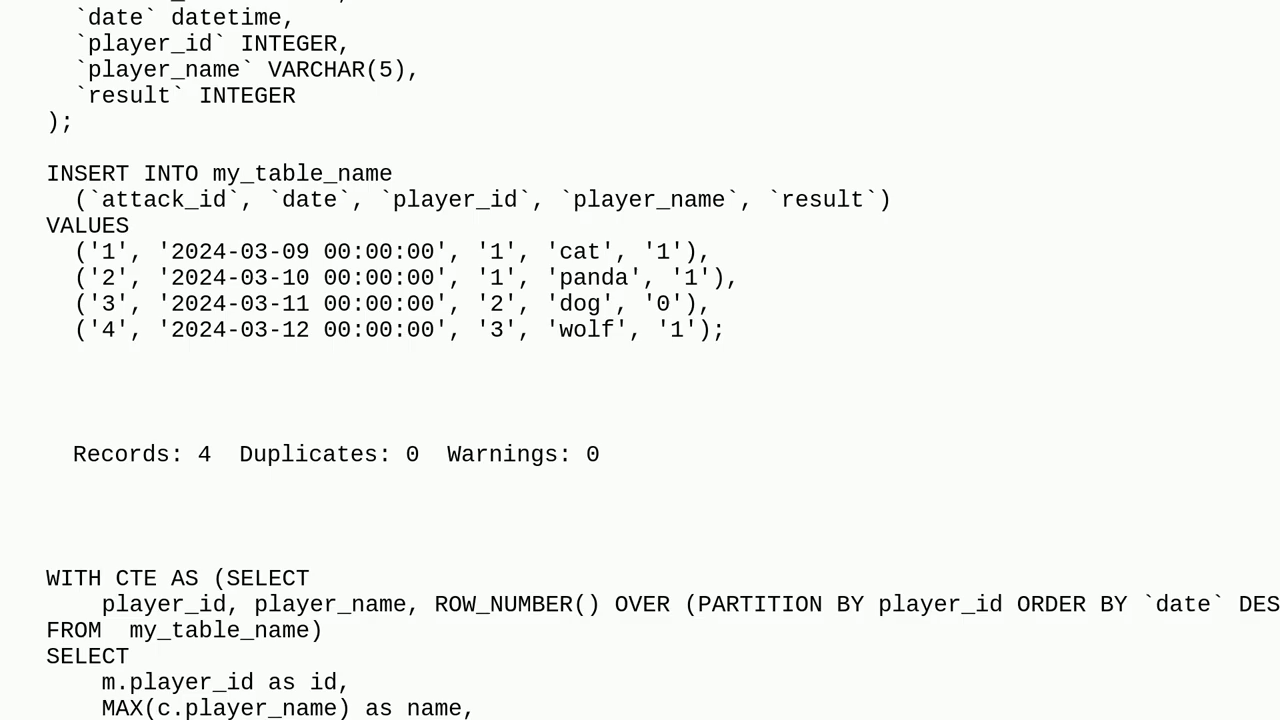 `date` datetime,
`player_id` INTEGER,
`player_name` VARCHAR(5),
`result` INTEGER
);
INSERT INTO my_table_name
(`attack_id`, `date`, `player_id`, `player_name`, `result`)
VALUES
('1', '2024-03-09 00:00:00', '1', 'cat', '1'),
('2', '2024-03-10 00:00:00', '1', 'panda', '1'),
('3', '2024-03-11 00:00:00', '2', 'dog', '0'),
('4', '2024-03-12 00:00:00', '3', 'wolf', '1');
Records: 4  Duplicates: 0  Warnings: 0
WITH CTE AS (SELECT
player_id, player_name, ROW_NUMBER() OVER (PARTITION BY player_id ORDER BY `date` DES
FROM  my_table_name)
SELECT
m.player_id as id,
MAX(c.player_name) as name,